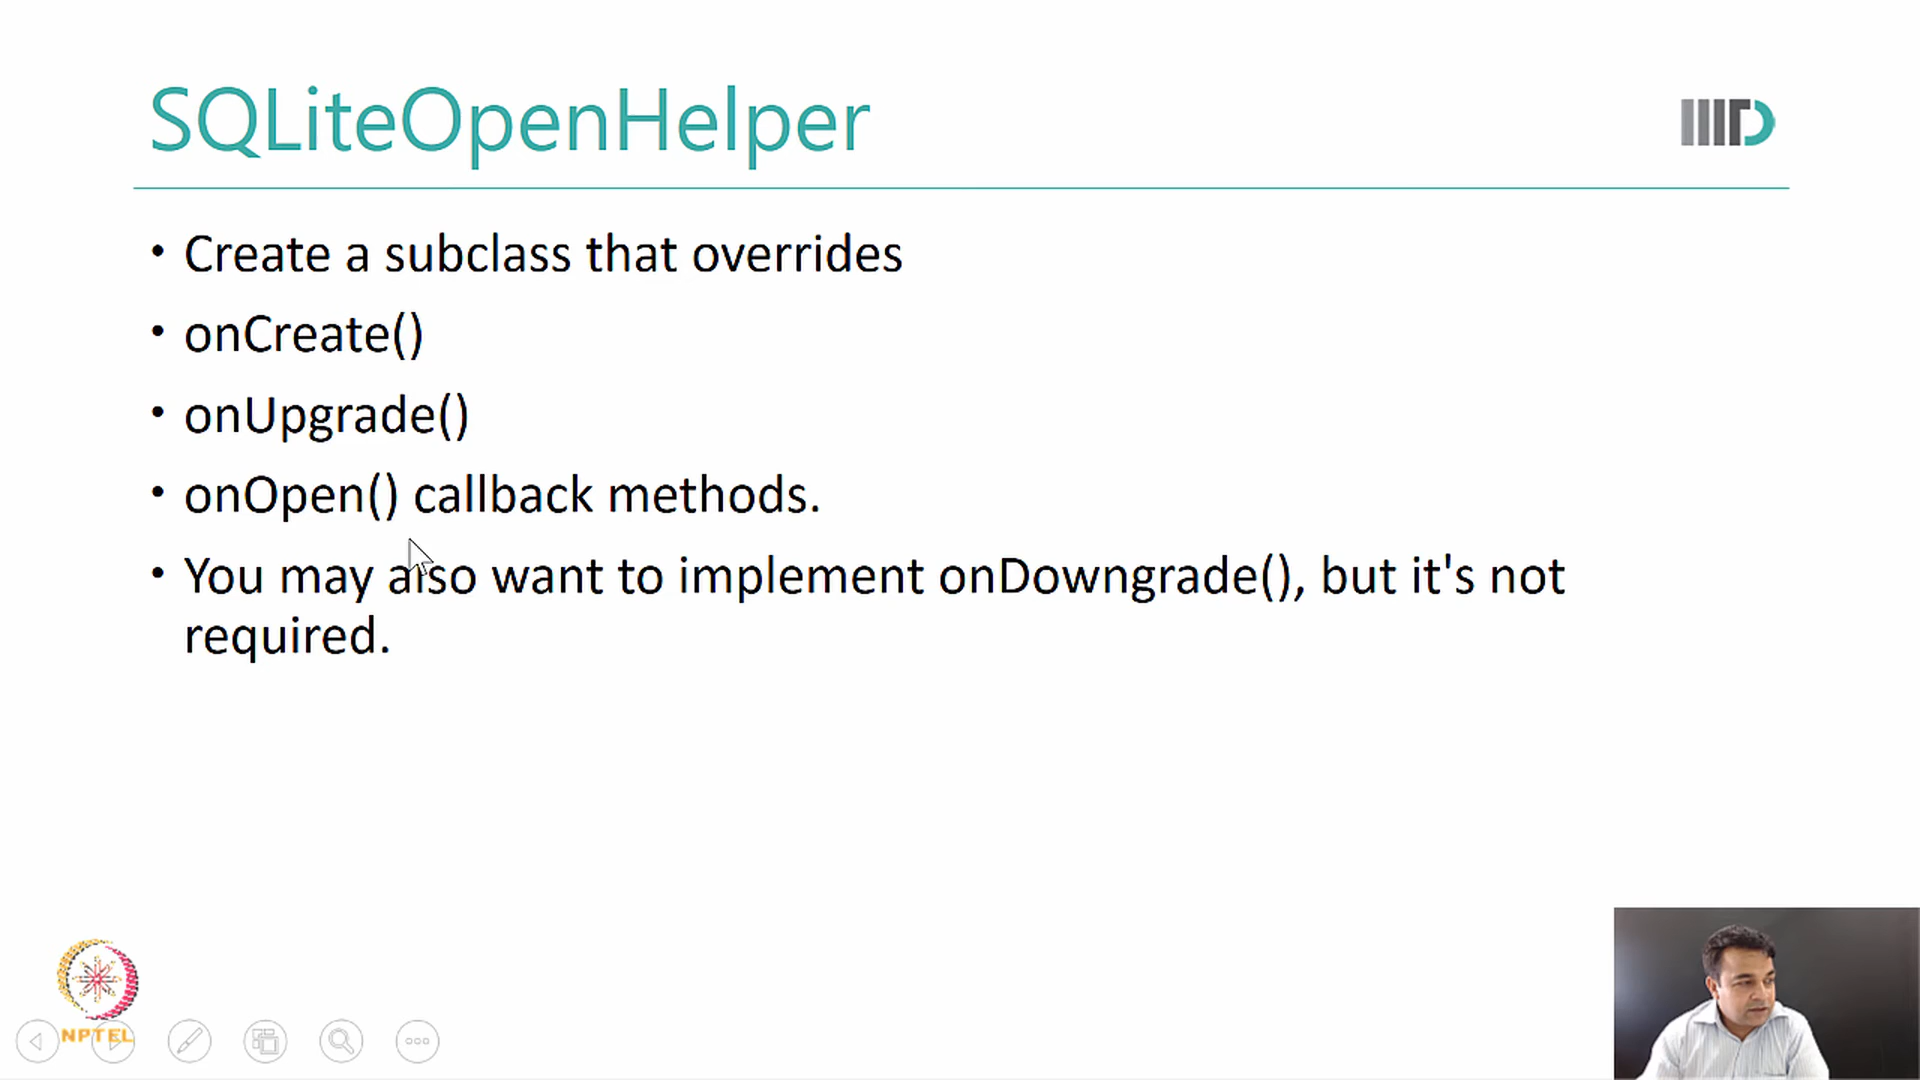 SQLiteOpenHelper
IIITD
• Create a subclass that overrides
• onCreate()
• onUpgrade()
• onOpen() callback methods.
• You may also want to implement onDowngrade(), but it's not
required.
NPTEL